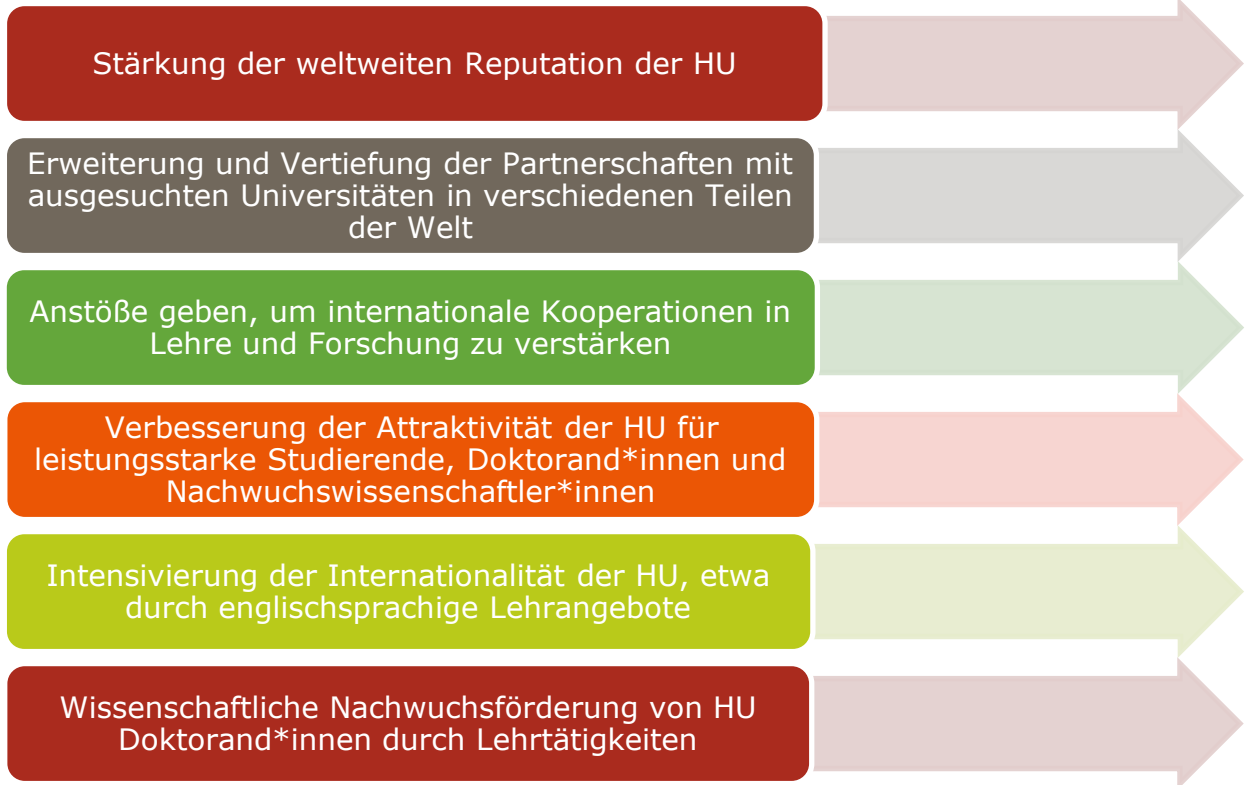 Stärkung der weltweiten Reputation der HU
Erweiterung und Vertiefung der Partnerschaften mit
ausgesuchten Universitäten in verschiedenen Teilen
der Welt
Anstöße geben, um internationale Kooperationen in
Lehre und Forschung zu verstärken
Verbesserung der Attraktivität der HU für
leistungsstarke Studierende, Doktorand*innen und
Nachwuchswissenschaftler*innen
Intensivierung der Internationalität der HU, etwa
durch englischsprachige Lehrangebote
Wissenschaftliche Nachwuchsförderung von HU
Doktorand*innen durch Lehrtätigkeiten